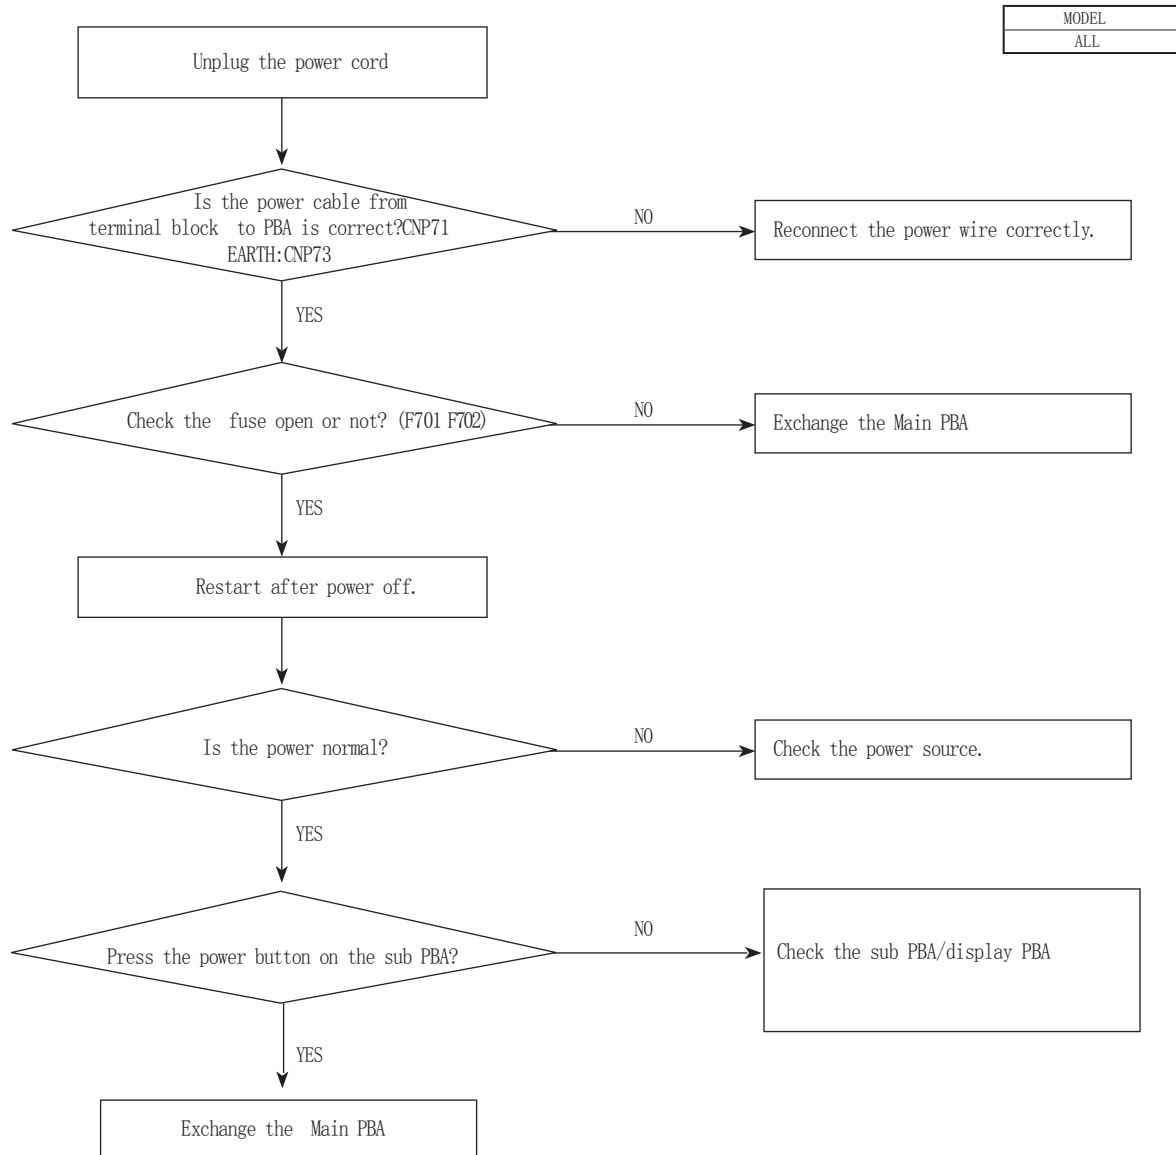 MODEL
ALL
Unplug the power cord
Is the power cable from
terminal block to PBA is correct?CNP71
EARTH:CNP73
NO
Reconnect the power wire correctly.
YES
Check the fuse open or not? (F701 F702)
NO
Exchange the Main PBA
YES
Restart after power off.
Is the power normal?
NO
Check the power source.
YES
Press the power button on the sub PBA?
NO
Check the sub PBA/display PBA
YES
Exchange the Main PBA